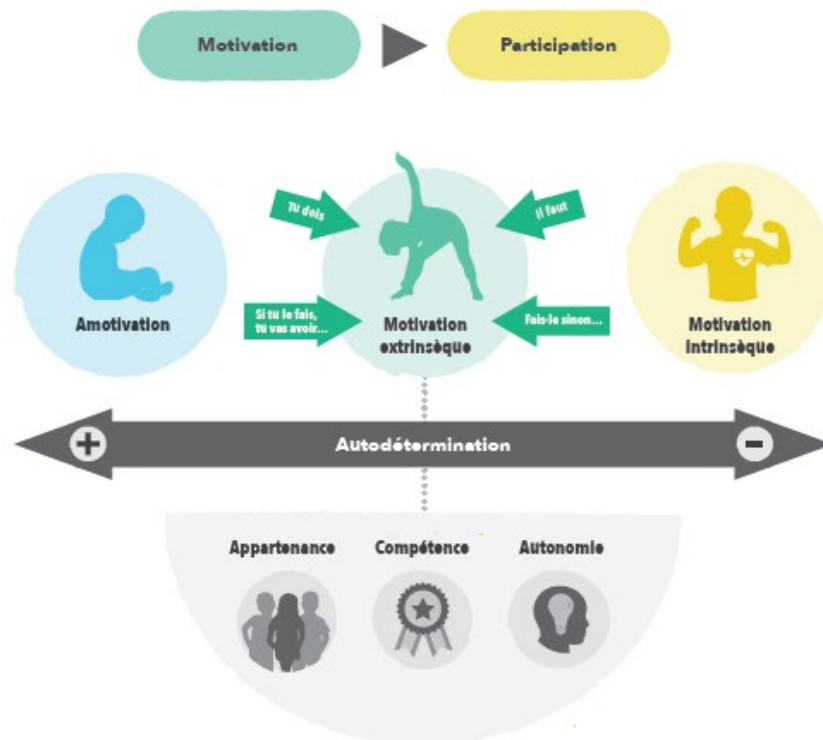 Motivation
Participation
Tu dois
Il faut
Si tu le fais,
tu vas avoir...
Fais-le sinon...
Amotivation
Motivation
extrinsèque
Motivation
intrinsèque
+
Autodétermination
-
Appartenance
Compétence
Autonomie